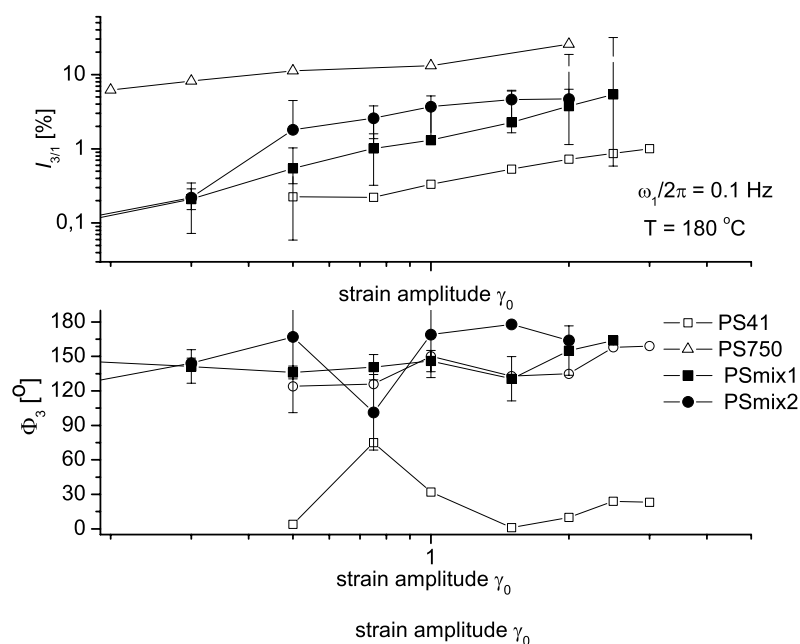 I3/1 [%]
10
1
0,1
ω1/2π = 0.1 Hz
T = 180 °C
strain amplitude γ0
Φ3 [°]
180
150
120
90
60
30
0
PS41
PS750
PSmix1
PSmix2
1
strain amplitude γ0
strain amplitude γ0